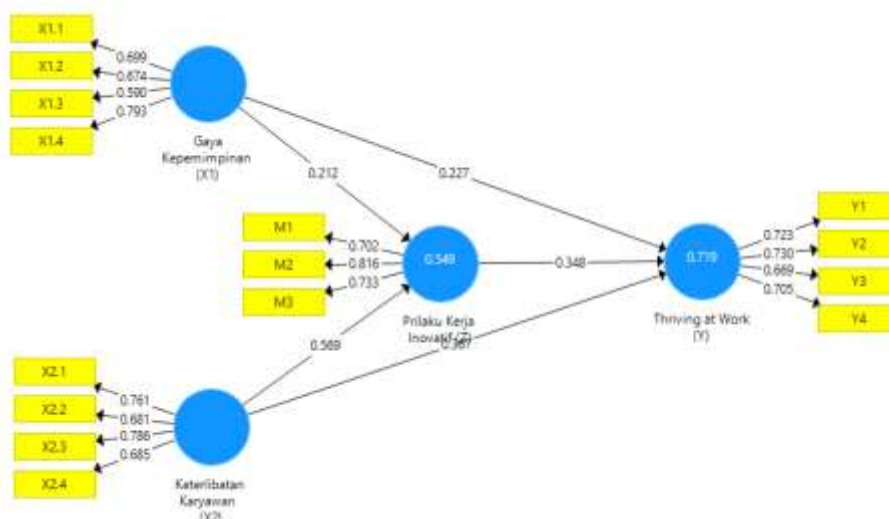 X1.1
X1.2
X1.3
X1.4
0.699
0.674
0.590
0.793
Gaya
Kepemimpinan
(X1)
0.212
0.227
M1
M2
M3
0.702
0.816
0.733
0.549
Prilaku Kerja
Inovatif (Z)
0.348
0.719
Thriving at Work
(Y)
Y1
Y2
Y3
Y4
0.723
0.730
0.669
0.705
0.569
X2.1
X2.2
X2.3
X2.4
0.761
0.681
0.786
0.685
Keterlibatan
Karyawan
(X2)